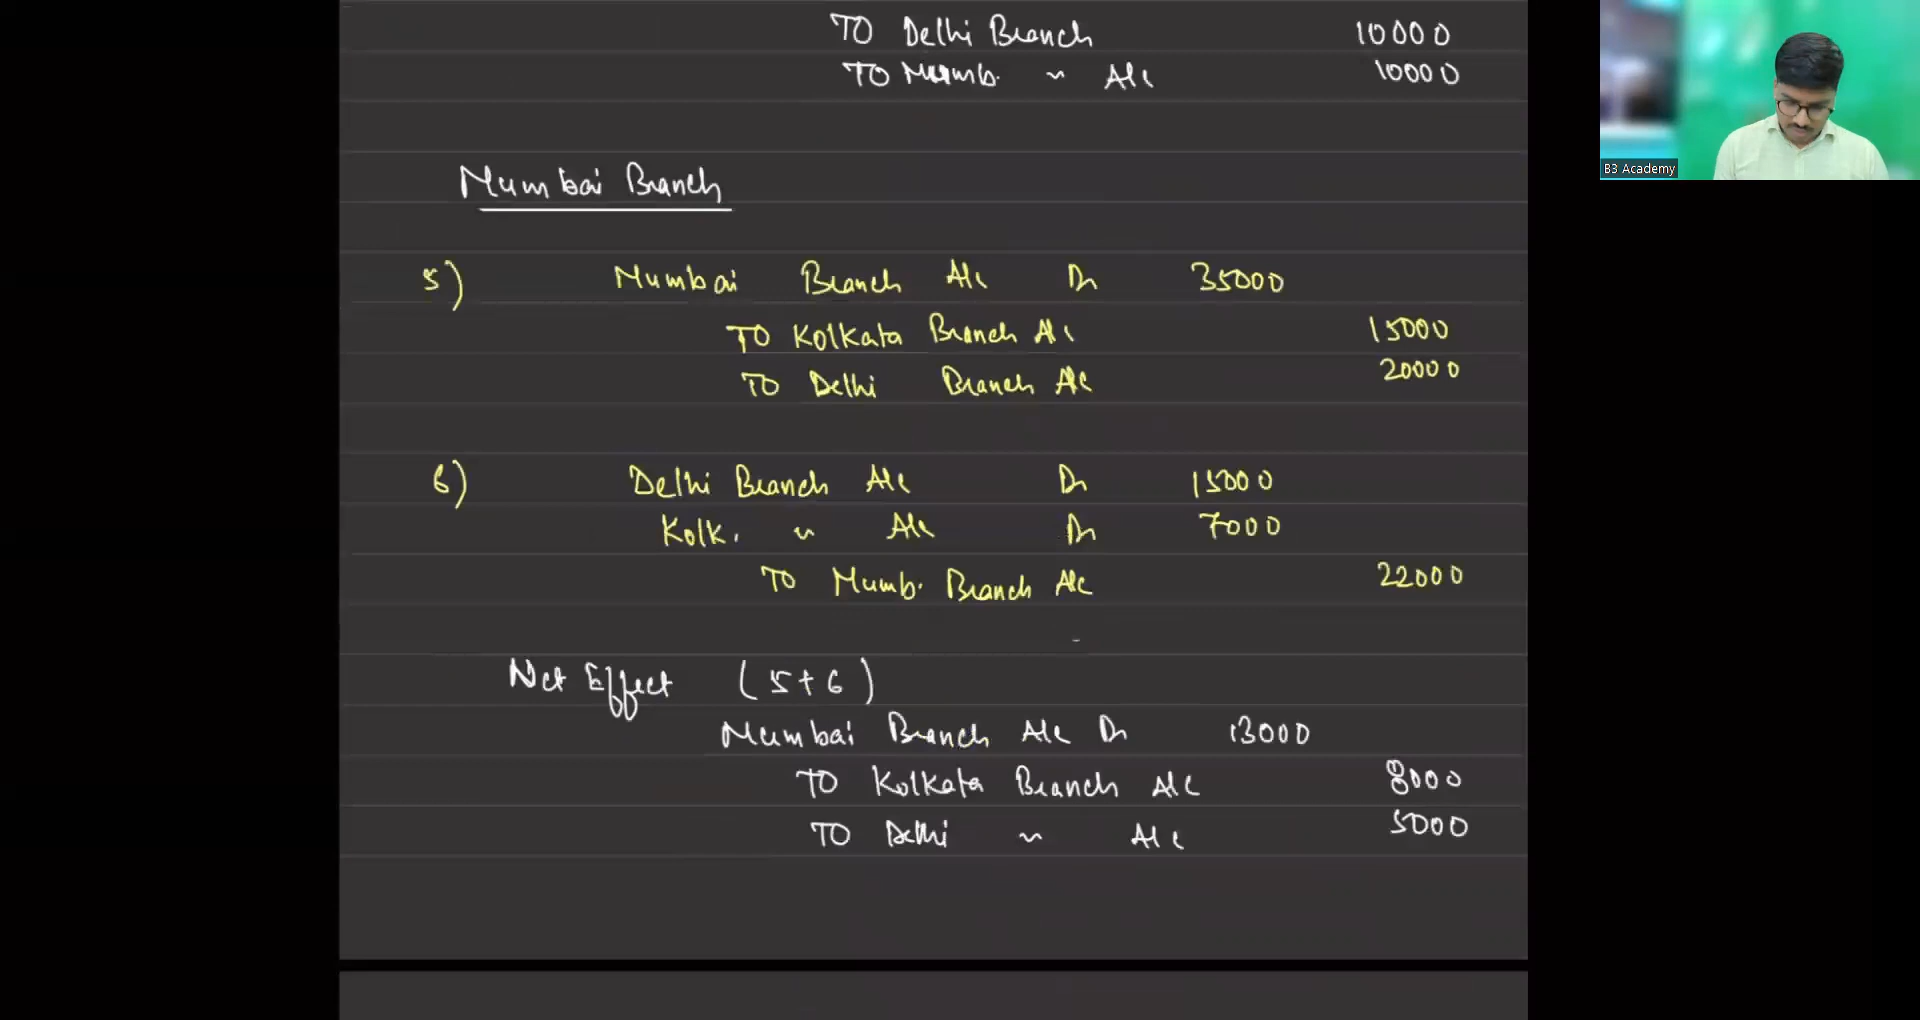 TO Delhi Branch 10000
TO Mumb. " A/c 10000
B3 Academy
Mumbai Branch
5) Mumbai Branch A/c Dr 35000
TO Kolkata Branch A/c 15000
TO Delhi Branch A/c 20000
6) Delhi Branch A/c Dr 15000
Kolk. " A/c Dr 7000
TO Mumb. Branch A/c 22000
Net Effect (5+6)
Mumbai Branch A/c Dr 13000
TO Kolkata Branch A/c 8000
TO Delhi " A/c 5000